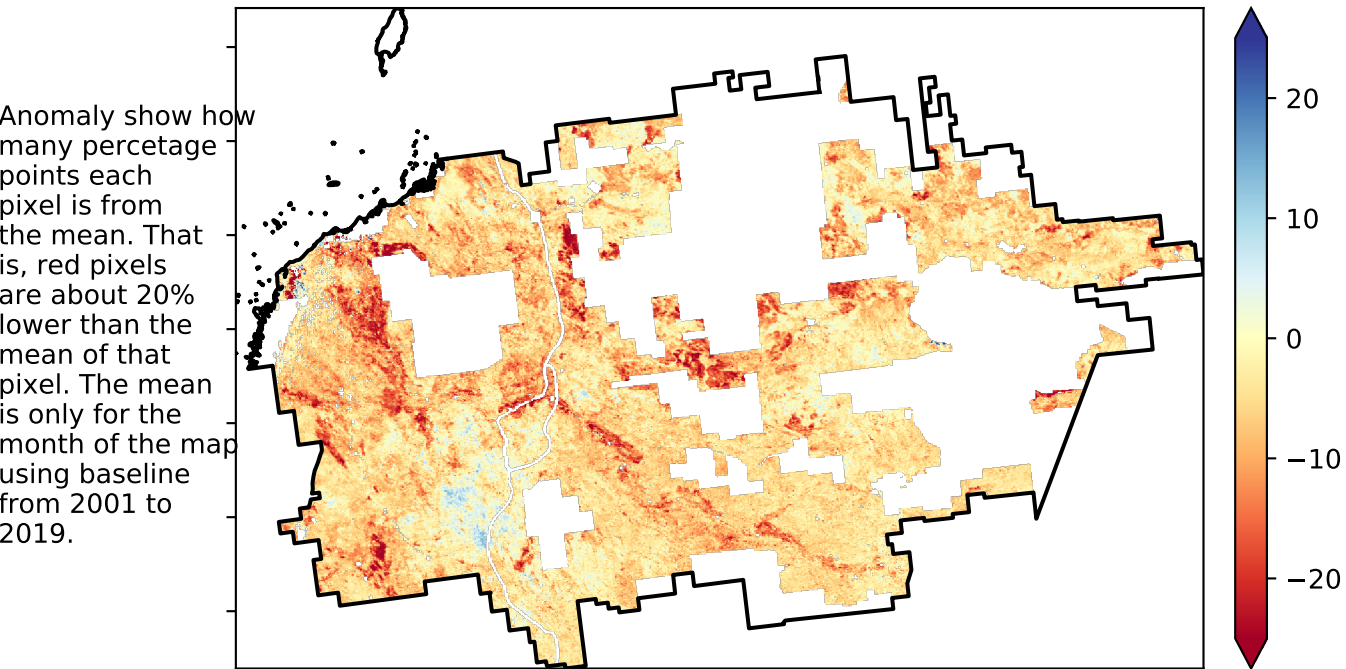 Anomaly show how
many percetage
points each
pixel is from
the mean. That
is, red pixels
are about 20%
lower than the
mean of that
pixel. The mean
is only for the
month of the map
using baseline
from 2001 to
2019.
20
10
0
−10
−20